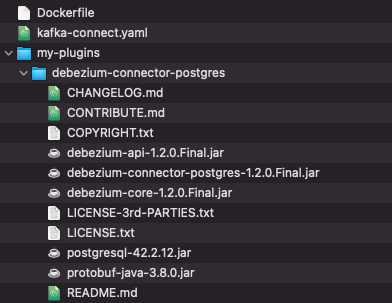 Dockerfile
kafka-connect.yaml
my-plugins
debezium-connector-postgres
CHANGELOG.md
CONTRIBUTE.md
COPYRIGHT.txt
debezium-api-1.2.0.Final.jar
debezium-connector-postgres-1.2.0.Final.jar
debezium-core-1.2.0.Final.jar
LICENSE-3rd-PARTIES.txt
LICENSE.txt
postgresql-42.2.12.jar
protobuf-java-3.8.0.jar
README.md